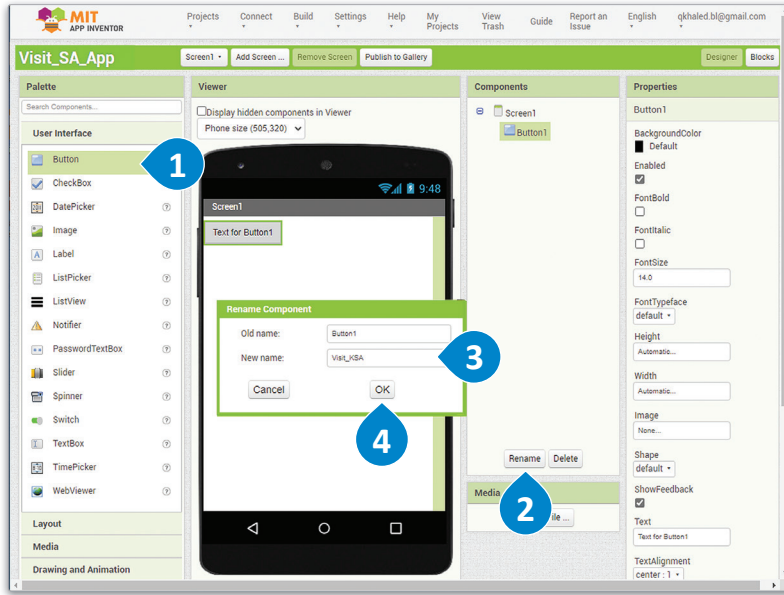 MIT
APP INVENTOR
Projects
Connect
Build
Settings
Help
My Projects
View Trash
Guide
Report an Issue
English
qkhaled.bl@gmail.com
Visit_SA_App
Screen1
Add Screen ...
Remove Screen
Publish to Gallery
Designer
Blocks
Palette
Search Components...
User Interface
Button
CheckBox
DatePicker
Image
Label
ListPicker
ListView
Notifier
PasswordTextBox
Slider
Spinner
Switch
TextBox
TimePicker
WebViewer
Layout
Media
Drawing and Animation
1
Viewer
Display hidden components in Viewer
Phone size (505,320)
9:48
Screen1
Text for Button1
Rename Component
Old name:
Button1
New name:
Visit_KSA
Cancel
OK
3
4
Components
Screen1
Button1
Rename
Delete
2
Media
ile ...
Properties
Button1
BackgroundColor
Default
Enabled
FontBold
FontItalic
FontSize
14.0
FontTypeface
default
Height
Automatic...
Width
Automatic...
Image
None...
Shape
default
ShowFeedback
Text
Text for Button1
TextAlignment
center : 1